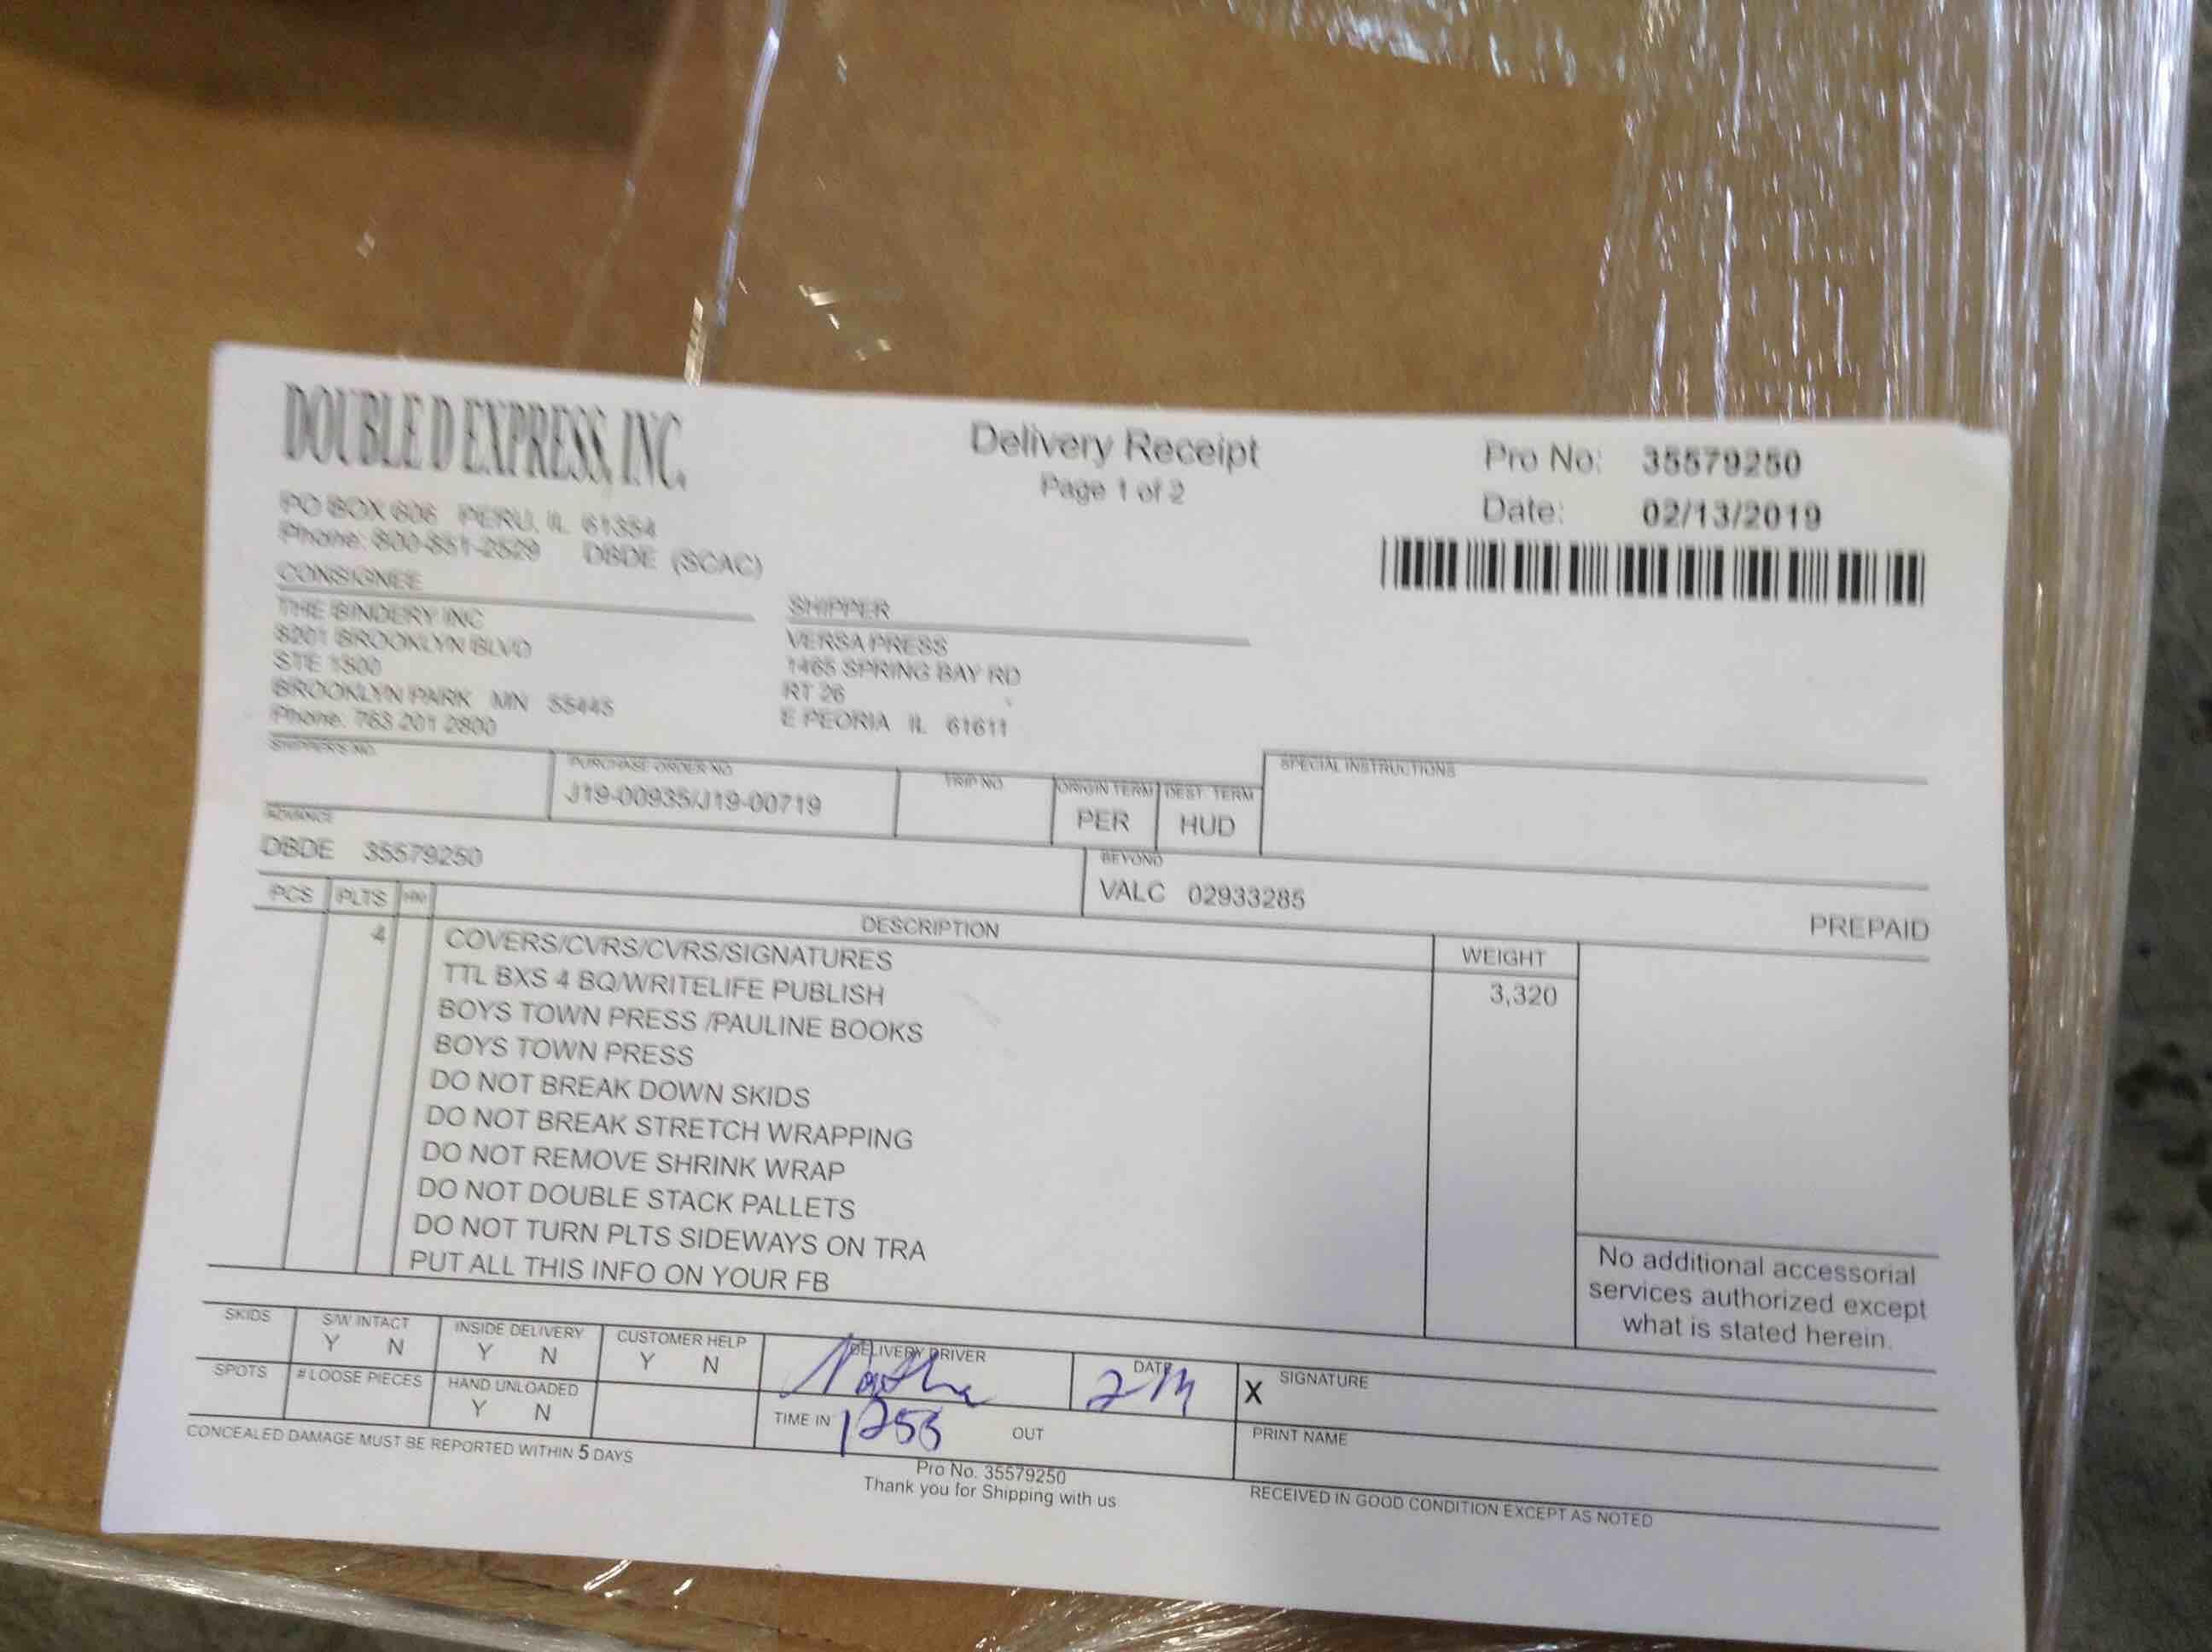 DOUBLE D EXPRESS, INC.
PO BOX 606 PERU, IL 61354
Phone: 800-851-2529 DBDE (SCAC)
Delivery Receipt
Page 1 of 2
Pro No: 35579250
Date: 02/13/2019
CONSIGNEE
THE BINDERY INC
8201 BROOKLYN BLVD
STE 1300
BROOKLYN PARK MN 55445
Phone: 763 201 2800
SHIPPER
VERSA PRESS
1465 SPRING BAY RD
RT 26
E PEORIA IL 61611
SHIPPER'S NO.
PURCHASE ORDER NO.
J19-00935/J19-00719
TRIP NO.
ORIGIN TERM
PER
DEST. TERM
HUD
SPECIAL INSTRUCTIONS
ADVANCE
DBDE 35579250
BEYOND
VALC 02933285
PREPAID
PCS PLTS HM DESCRIPTION WEIGHT
4 COVERS/CVRS/CVRS/SIGNATURES 3,320
TTL BXS 4 BQ/WRITELIFE PUBLISH
BOYS TOWN PRESS /PAULINE BOOKS
BOYS TOWN PRESS
DO NOT BREAK DOWN SKIDS
DO NOT BREAK STRETCH WRAPPING
DO NOT REMOVE SHRINK WRAP
DO NOT DOUBLE STACK PALLETS
DO NOT TURN PLTS SIDEWAYS ON TRA
PUT ALL THIS INFO ON YOUR FB
No additional accessorial
services authorized except
what is stated herein.
SKIDS
S/W INTACT
Y N
INSIDE DELIVERY
Y N
CUSTOMER HELP
Y N
DELIVERY DRIVER
DATE
X SIGNATURE
SPOTS
# LOOSE PIECES
HAND UNLOADED
Y N
TIME IN 1255 OUT
PRINT NAME
CONCEALED DAMAGE MUST BE REPORTED WITHIN 5 DAYS
Pro No. 35579250
Thank you for Shipping with us
RECEIVED IN GOOD CONDITION EXCEPT AS NOTED